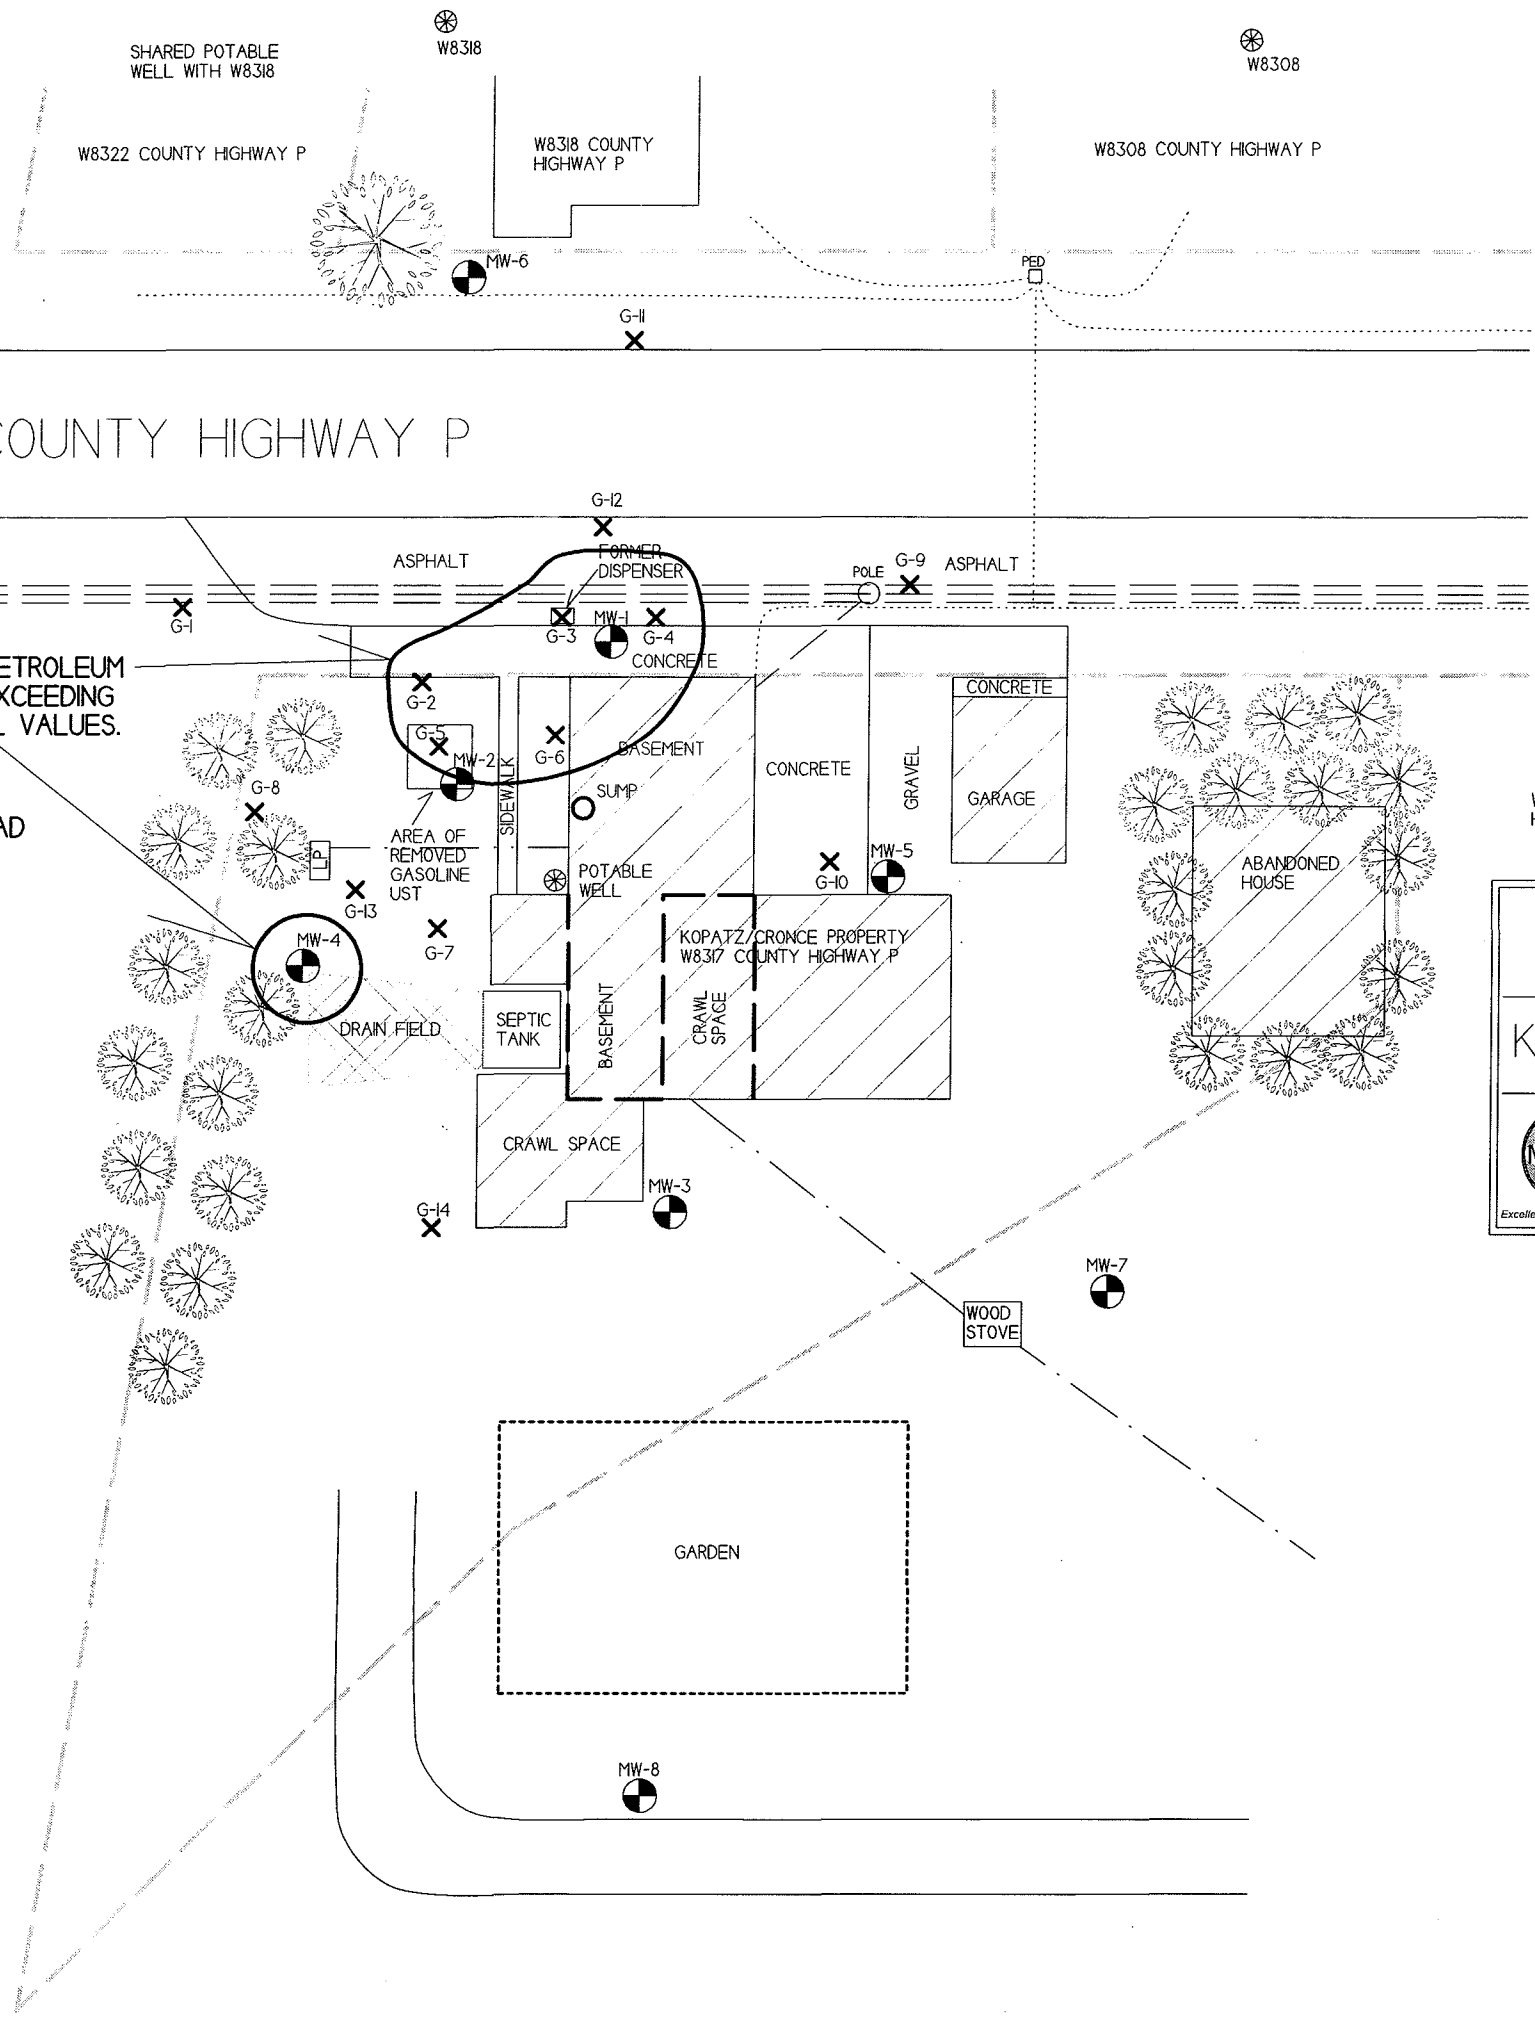 SHARED POTABLE
WELL WITH W8318
W8318
W8308
W8322 COUNTY HIGHWAY P
W8318 COUNTY
HIGHWAY P
W8308 COUNTY HIGHWAY P
MW-6
PED
G-11
COUNTY HIGHWAY P
G-12
ASPHALT
FORMER
DISPENSER
POLE
G-9
ASPHALT
G-1
G-3
MW-1
G-4
CONCRETE
ETROLEUM
XCEEDING
L VALUES.
G-2
CONCRETE
G-5
MW-2
G-6
BASEMENT
CONCRETE
GRAVEL
GARAGE
SIDEWALK
SUMP
G-8
AD
AREA OF
REMOVED
GASOLINE
UST
LP
POTABLE
WELL
G-10
MW-5
ABANDONED
HOUSE
G-13
G-7
MW-4
KOPATZ/CRONCE PROPERTY
W8317 COUNTY HIGHWAY P
DRAIN FIELD
SEPTIC
TANK
BASEMENT
CRAWL
SPACE
K
CRAWL SPACE
MW-3
G-14
Excelle
MW-7
WOOD
STOVE
GARDEN
MW-8